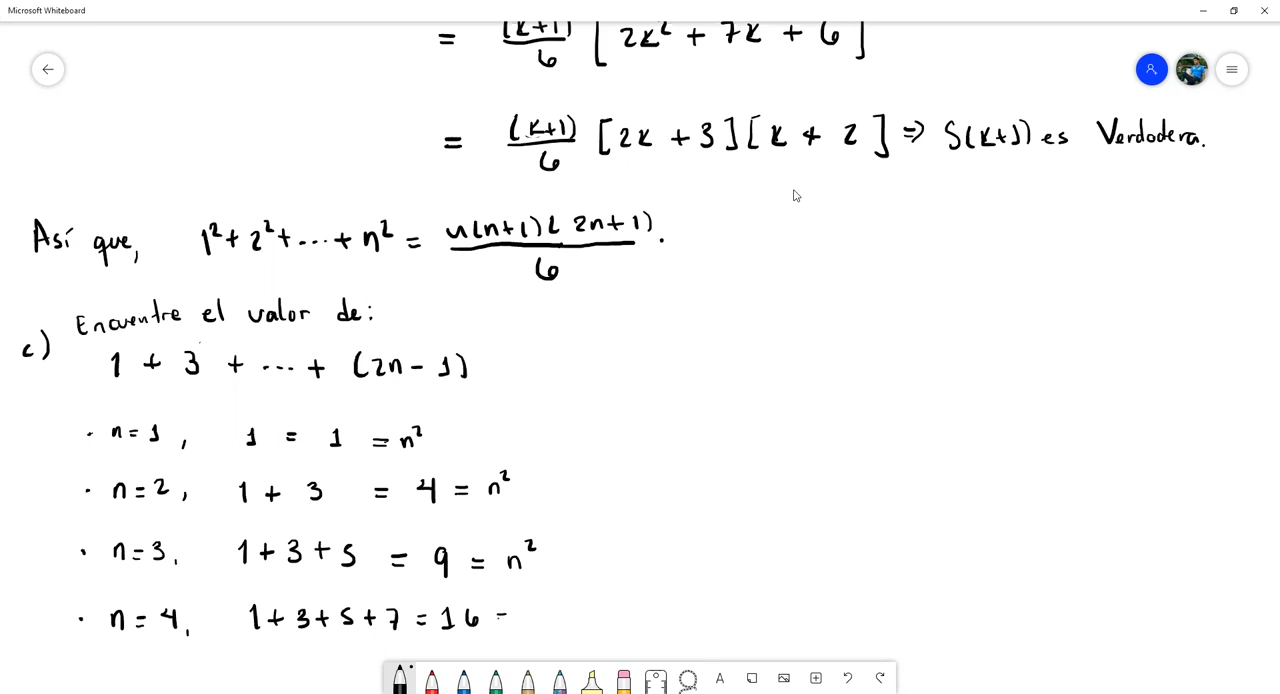 Microsoft Whiteboard
= (k+1)/6 [2k² + 7k + 6]
= (k+1)/6 [2k + 3][k + 2] => S(k+1) es Verdadera.
Así que, 1² + 2² + ... + n² = n(n+1)(2n+1)/6.
Encuentre el valor de:
c)
1 + 3 + ... + (2n - 1)
· n = 1, 1 = 1 = n²
· n = 2, 1 + 3 = 4 = n²
· n = 3, 1 + 3 + 5 = 9 = n²
· n = 4, 1 + 3 + 5 + 7 = 16 =
A